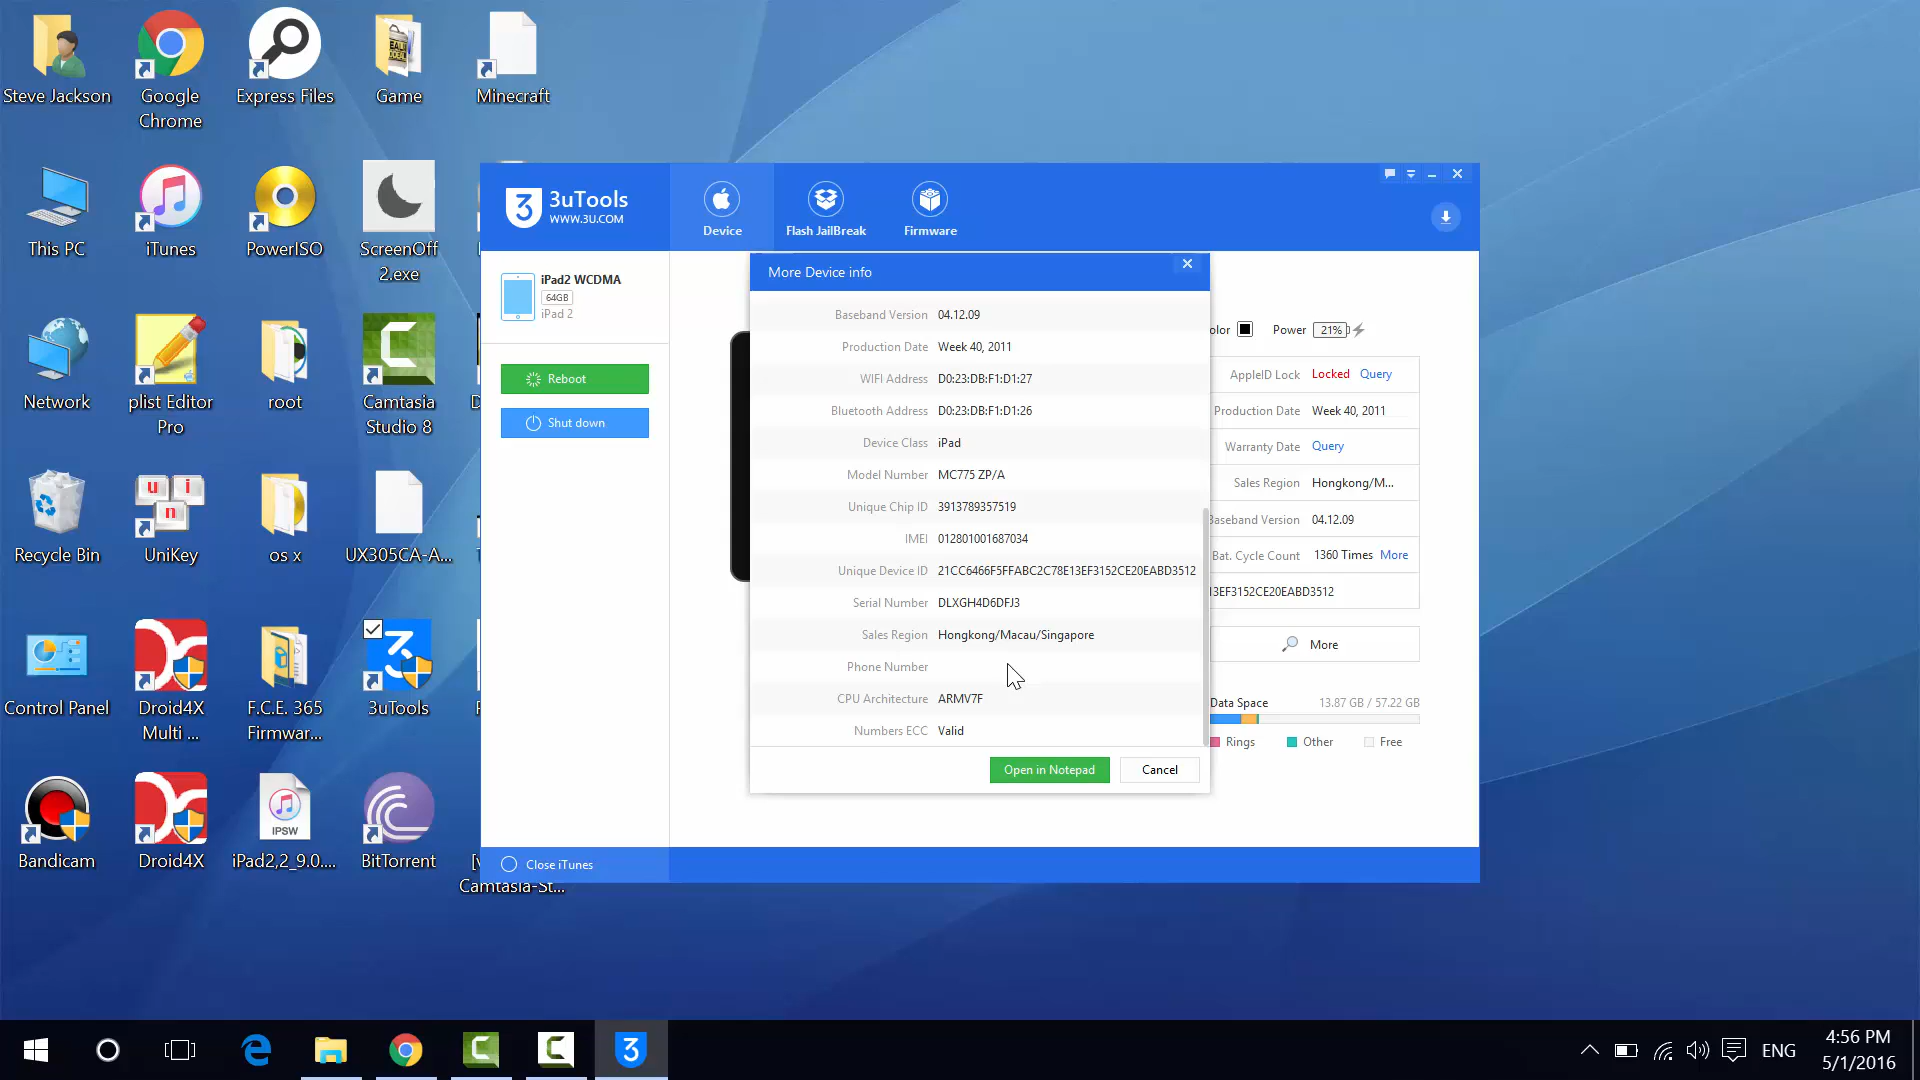 Steve Jackson
Google
Chrome
Express Files
Game
Minecraft
This PC
iTunes
PowerISO
ScreenOff
2.exe
Network
plist Editor
Pro
root
Camtasia
Studio 8
Recycle Bin
UniKey
os x
UX305CA-A...
Control Panel
Droid4X
Multi ...
F.C.E. 365
Firmwar...
3uTools
Bandicam
Droid4X
IPSW
iPad2,2_9.0....
BitTorrent
Camtasia-St...
3uTools
WWW.3U.COM
Device
Flash JailBreak
Firmware
iPad2 WCDMA
64GB
iPad 2
Reboot
Shut down
Close iTunes
More Device info
Baseband Version 04.12.09
Production Date Week 40, 2011
WIFI Address D0:23:DB:F1:D1:27
Bluetooth Address D0:23:DB:F1:D1:26
Device Class iPad
Model Number MC775 ZP/A
Unique Chip ID 3913789357519
IMEI 012801001687034
Unique Device ID 21CC6466F5FFABC2C78E13EF3152CE20EABD3512
Serial Number DLXGH4D6DFJ3
Sales Region Hongkong/Macau/Singapore
Phone Number
CPU Architecture ARMV7F
Numbers ECC Valid
Open in Notepad
Cancel
olor Power 21%
AppleID Lock Locked Query
Production Date Week 40, 2011
Warranty Date Query
Sales Region Hongkong/M...
Baseband Version 04.12.09
Bat. Cycle Count 1360 Times More
13EF3152CE20EABD3512
More
Data Space 13.87 GB / 57.22 GB
Rings Other Free
ENG
4:56 PM
5/1/2016